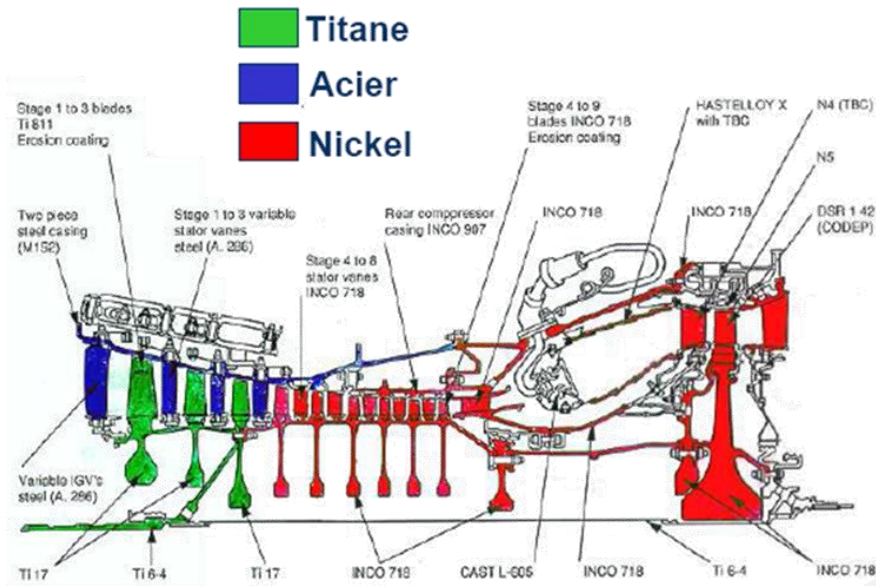 Titane
Acier
Nickel
Stage 1 to 3 blades
Ti 811
Erosion coating
Stage 4 to 9
blades INCO 718
Erosion coating
HASTELLOY X
with TBC
N4 (TBC)
N5
Two piece
steel casing
(M152)
Stage 1 to 3 variable
stator vanes
steel (A. 286)
Rear compressor
casing INCO 907
INCO 718
INCO 718
DSR 1 42
(CODEP)
Stage 4 to 8
stator vanes
INCO 718
Variable IGV's
steel (A. 286)
Ti 17
Ti 6-4
Ti 17
INCO 718
CAST L-605
INCO 718
Ti 6-4
INCO 718